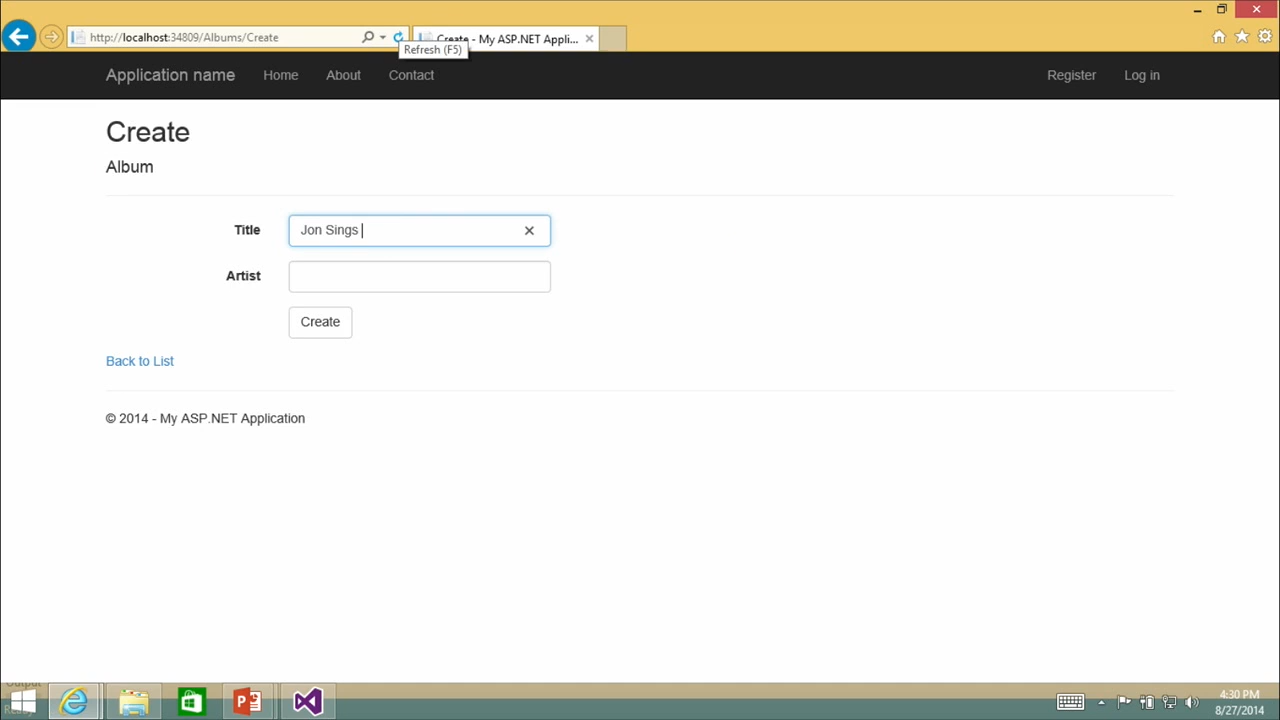 http://localhost:34809/Albums/Create
Create - My ASP.NET Appli...
Refresh (F5)
Application name
Home
About
Contact
Register
Log in
Create
Album
Title
Jon Sings
Artist
Create
Back to List
© 2014 - My ASP.NET Application
Output
4:30 PM
8/27/2014